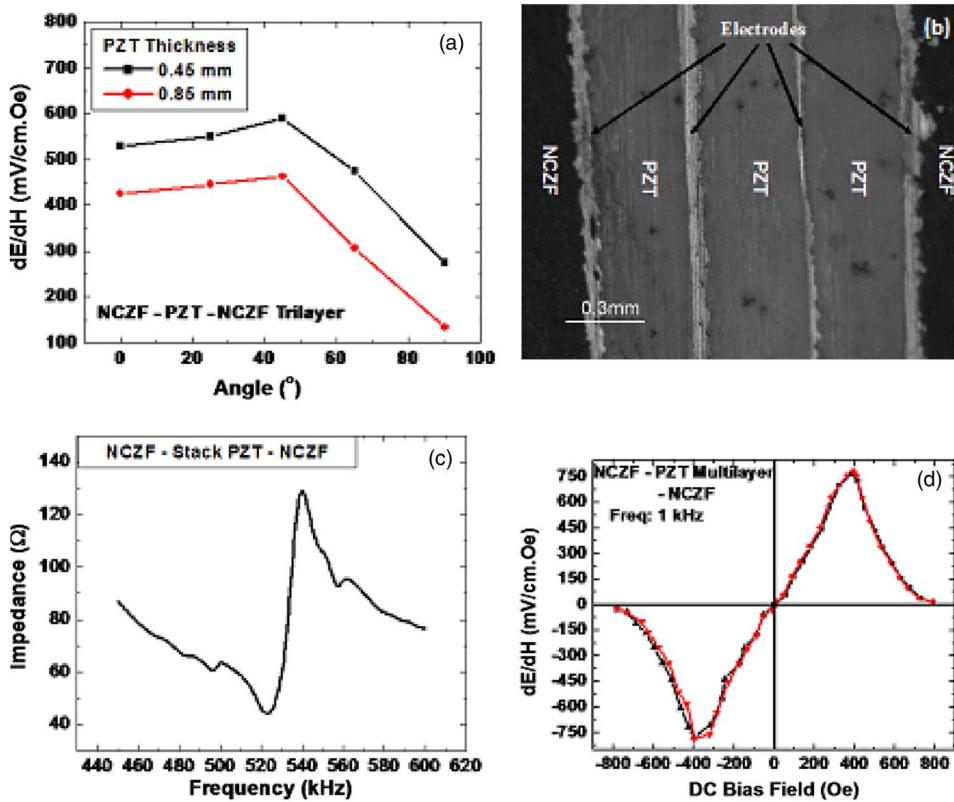 (a)
PZT Thickness
0.45 mm
0.85 mm
NCZF - PZT - NCZF Trilayer
dE/dH (mV/cm.Oe)
800
700
600
500
400
300
200
100
0 20 40 60 80 100
Angle (°)
(b)
Electrodes
NCZF
PZT
PZT
PZT
NCZF
0.3mm
(c)
NCZF - Stack PZT - NCZF
Impedance (Ω)
140
120
100
80
60
40
440 460 480 500 520 540 560 580 600 620
Frequency (kHz)
(d)
NCZF - PZT Multilayer
- NCZF
Freq: 1 kHz
dE/dH (mV/cm.Oe)
750
600
450
300
150
0
-150
-300
-450
-600
-750
-800 -600 -400 -200 0 200 400 600 800
DC Bias Field (Oe)